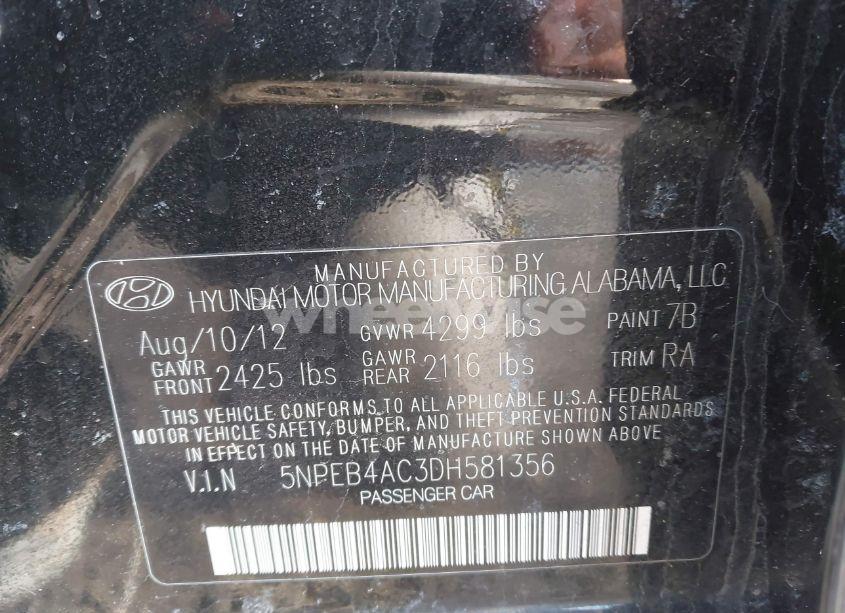 MANUFACTURED BY
HYUNDAI MOTOR MANUFACTURING ALABAMA, LLC
Aug/10/12 GVWR 4299 lbs PAINT 7B
GAWR FRONT 2425 lbs GAWR REAR 2116 lbs TRIM RA
THIS VEHICLE CONFORMS TO ALL APPLICABLE U.S.A. FEDERAL
MOTOR VEHICLE SAFETY, BUMPER, AND THEFT PREVENTION STANDARDS
IN EFFECT ON THE DATE OF MANUFACTURE SHOWN ABOVE
V.I.N 5NPEB4AC3DH581356
PASSENGER CAR
wheelwise